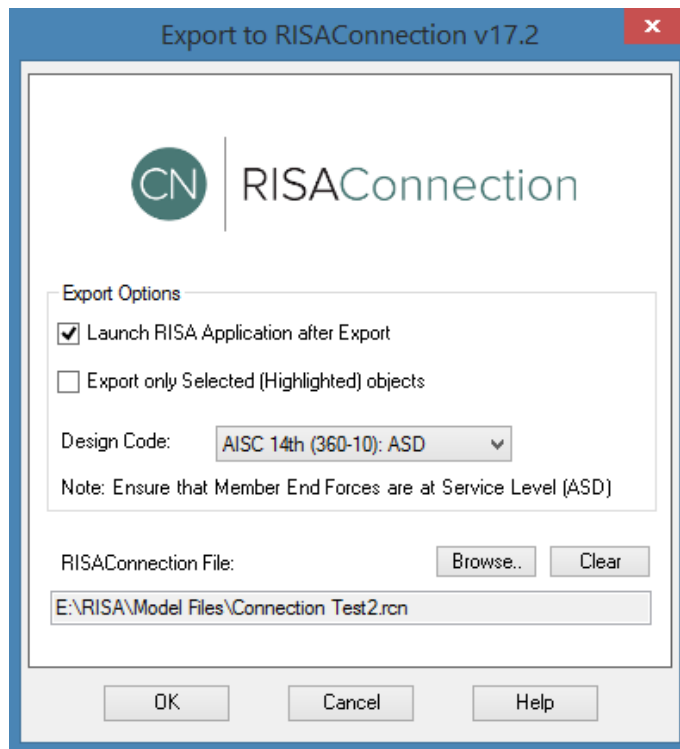 Export to RISAConnection v17.2
x
CN RISAConnection
Export Options
Launch RISA Application after Export
Export only Selected (Highlighted) objects
Design Code: AISC 14th (360-10): ASD
Note: Ensure that Member End Forces are at Service Level (ASD)
RISAConnection File: Browse.. Clear
E:\RISA\Model Files\Connection Test2.rcn
OK Cancel Help